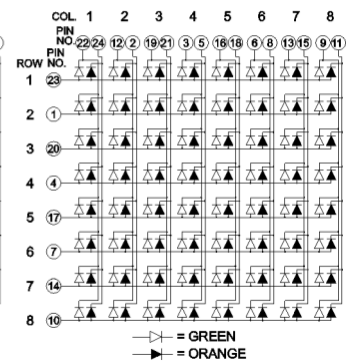 COL. 1 2 3 4 5 6 7 8
PIN
NO. 22 24 12 2 19 21 3 5 16 18 6 8 13 15 9 11
PIN
ROW NO.
1 23
2 1
3 20
4 4
5 17
6 7
7 14
8 10
= GREEN
= ORANGE